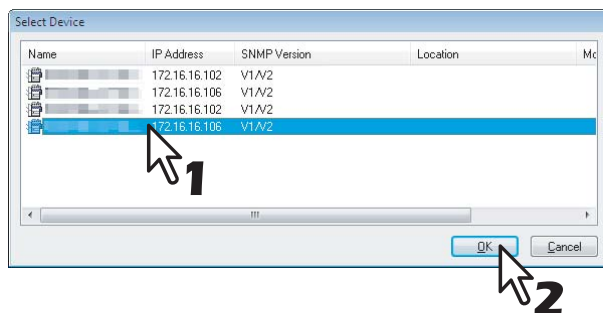 Select Device
Name IP Address SNMP Version Location Mc
172.16.16.102 V1/V2
172.16.16.106 V1/V2
172.16.16.102 V1/V2
172.16.16.106 V1/V2
1
OK Cancel
2